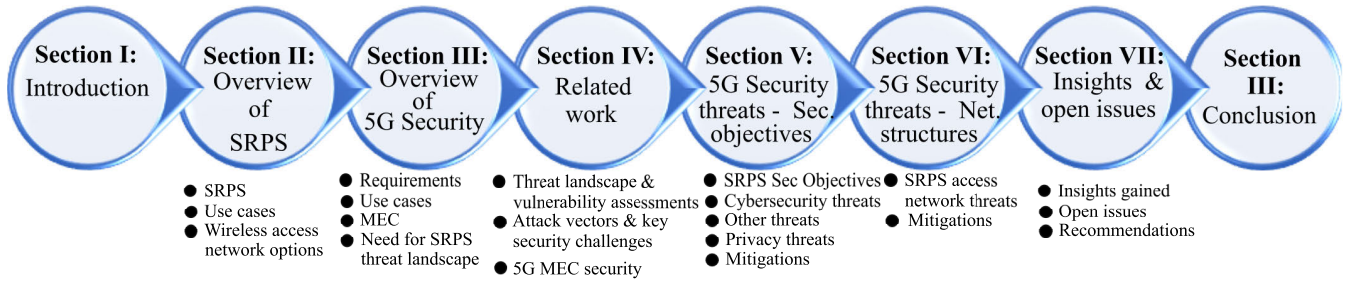 Section I:
Introduction
Section II:
Overview
of
SRPS
● SRPS
● Use cases
● Wireless access
network options
Section III:
Overview
of
5G Security
● Requirements
● Use cases
● MEC
● Need for SRPS
threat landscape
Section IV:
Related
work
● Threat landscape &
vulnerability assessments
● Attack vectors & key
security challenges
● 5G MEC security
Section V:
5G Security
threats - Sec.
objectives
● SRPS Sec Objectives
● Cybersecurity threats
● Other threats
● Privacy threats
● Mitigations
Section VI:
5G Security
threats - Net.
structures
● SRPS access
network threats
● Mitigations
Section VII:
Insights &
open issues
● Insights gained
● Open issues
● Recommendations
Section
III:
Conclusion